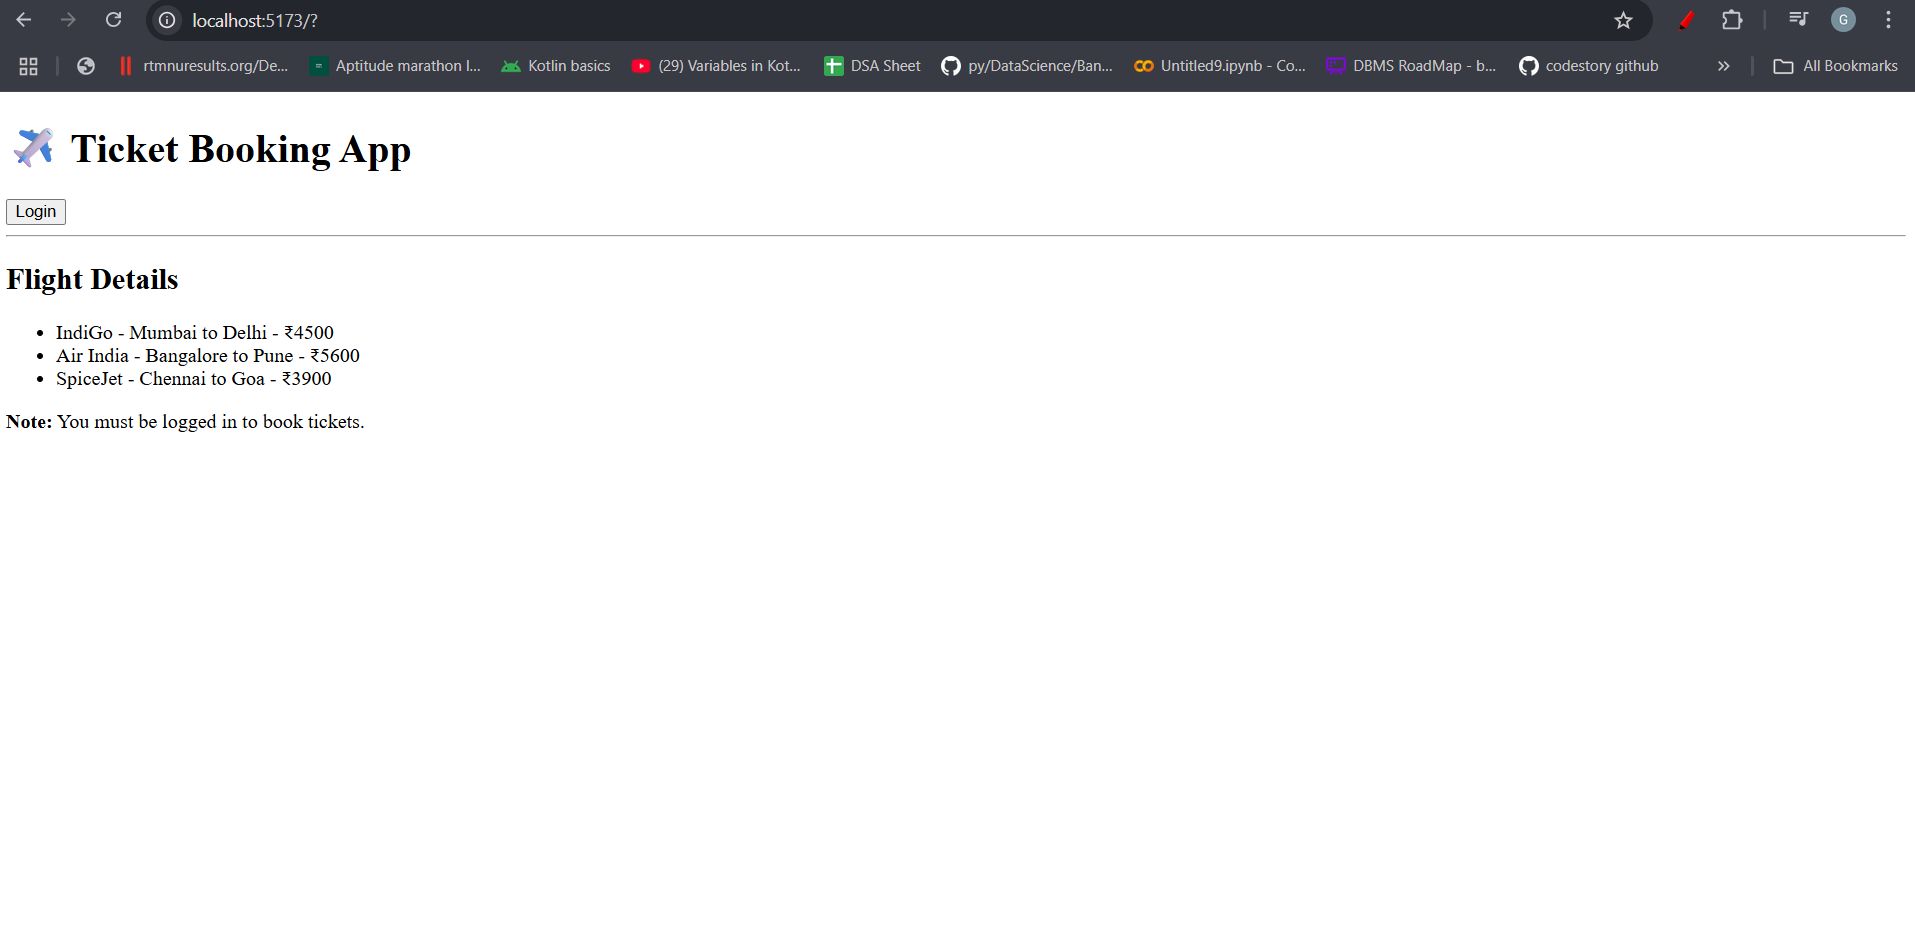 localhost:5173/?
G
rtmnuresults.org/De... Aptitude marathon I... Kotlin basics (29) Variables in Kot... DSA Sheet py/DataScience/Ban... Untitled9.ipynb - Co... DBMS RoadMap - b... codestory github » All Bookmarks
✈️ Ticket Booking App
Login
Flight Details
• IndiGo - Mumbai to Delhi - ₹4500
• Air India - Bangalore to Pune - ₹5600
• SpiceJet - Chennai to Goa - ₹3900
Note: You must be logged in to book tickets.